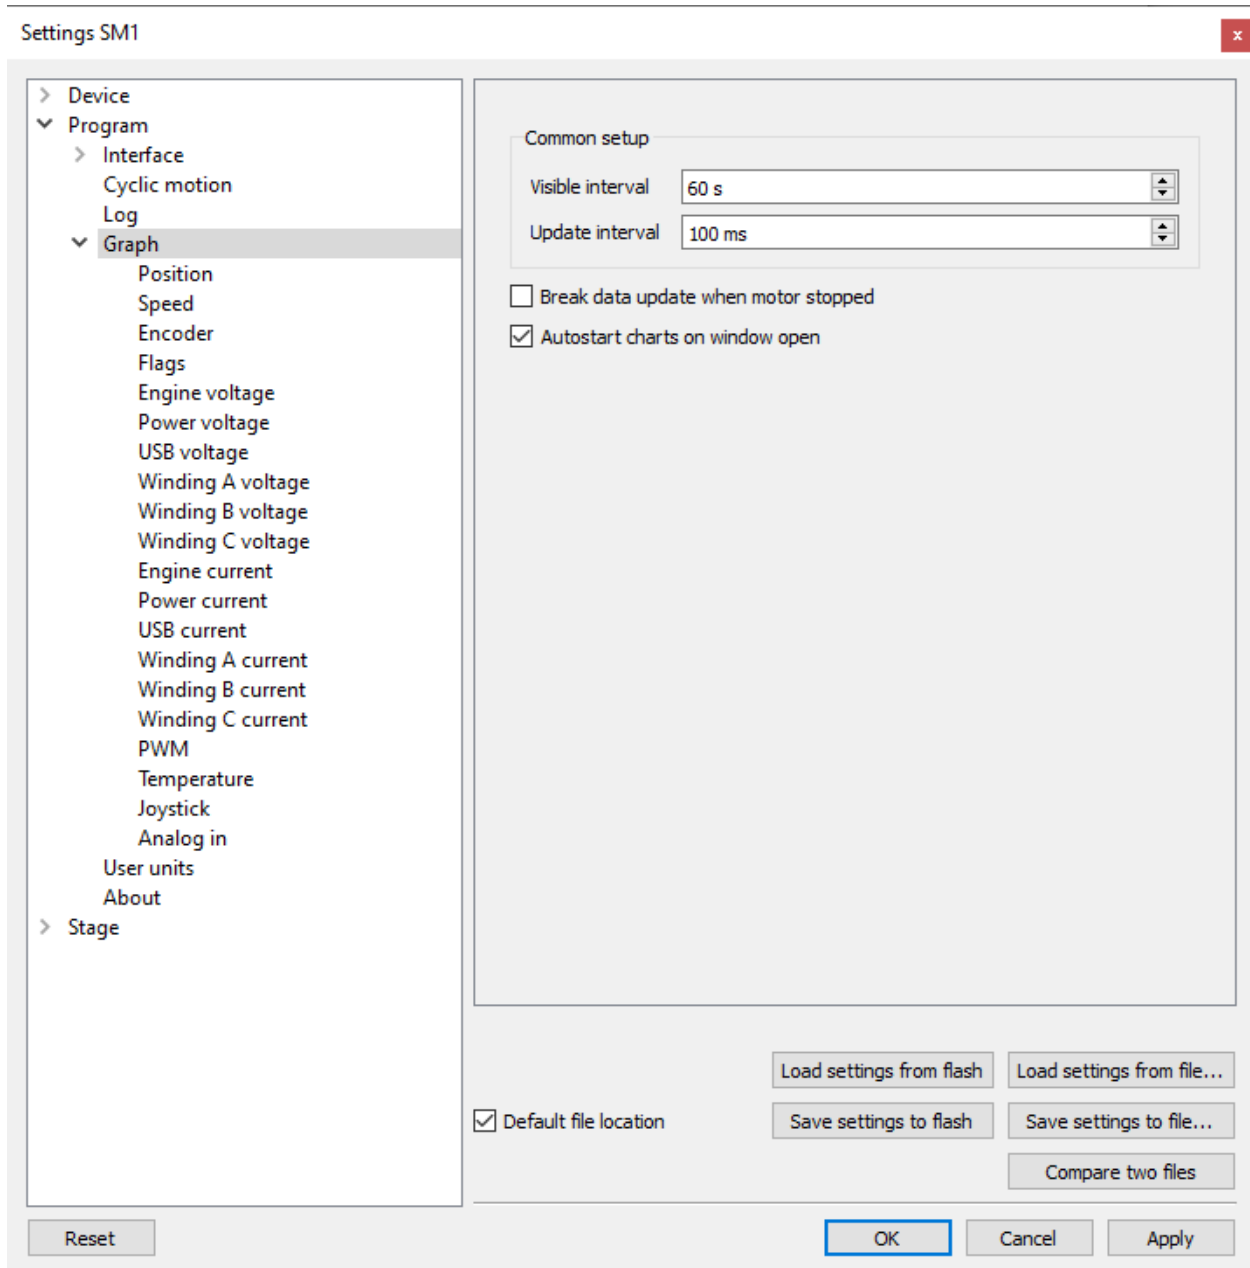 Settings SM1
x
Device
Program
Interface
Cyclic motion
Log
Graph
Position
Speed
Encoder
Flags
Engine voltage
Power voltage
USB voltage
Winding A voltage
Winding B voltage
Winding C voltage
Engine current
Power current
USB current
Winding A current
Winding B current
Winding C current
PWM
Temperature
Joystick
Analog in
User units
About
Stage
Common setup
Visible interval 60 s
Update interval 100 ms
Break data update when motor stopped
Autostart charts on window open
Load settings from flash Load settings from file...
Default file location Save settings to flash Save settings to file...
Compare two files
Reset OK Cancel Apply